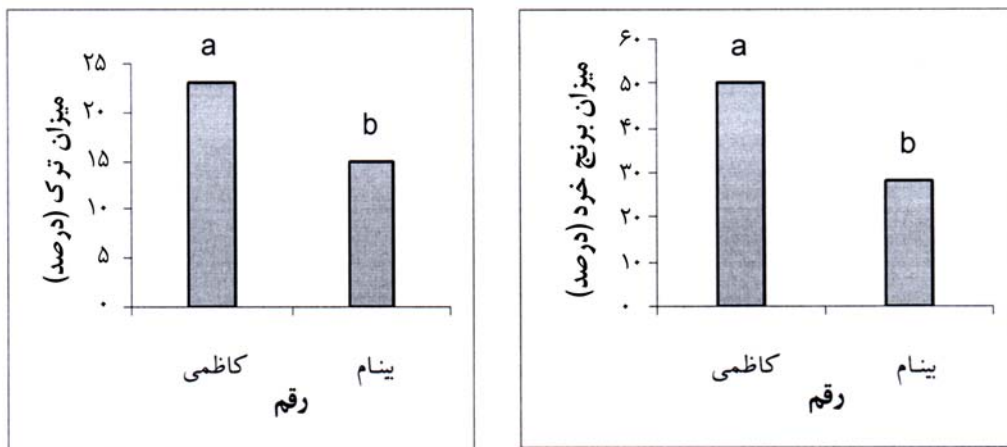 میزان ترک (درصد)
۲۵
۲۰
۱۵
۱۰
۵
۰
a
b
کاظمی
بینام
رقم
میزان برنج خرد (درصد)
۶۰
۵۰
۴۰
۳۰
۲۰
۱۰
۰
a
b
کاظمی
بینام
رقم